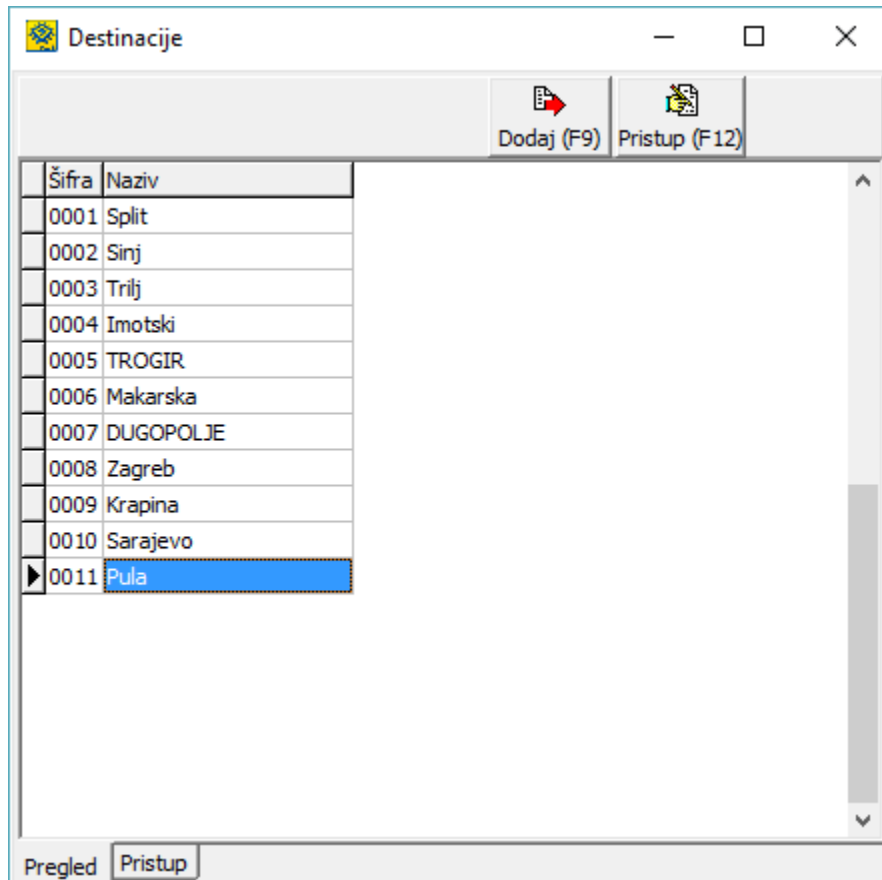 Destinacije
Dodaj (F9) Pristup (F12)
Šifra Naziv
0001 Split
0002 Sinj
0003 Trilj
0004 Imotski
0005 TROGIR
0006 Makarska
0007 DUGOPOLJE
0008 Zagreb
0009 Krapina
0010 Sarajevo
0011 Pula
Pregled Pristup